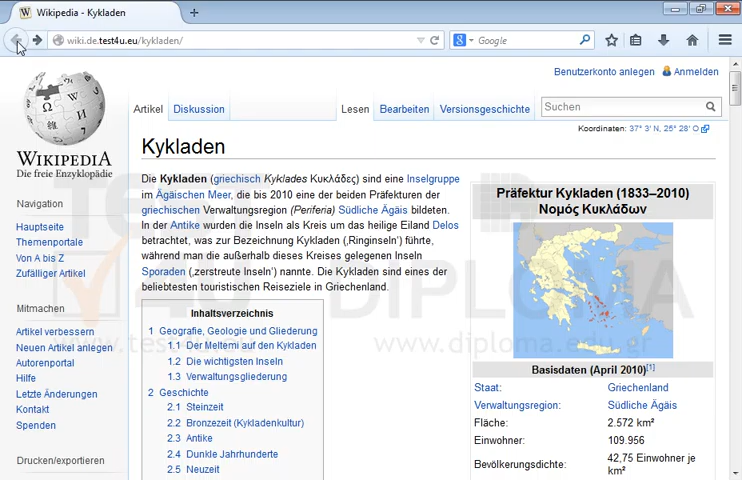 Wikipedia - Kykladen
wiki.de.test4u.eu/kykladen/
Google
Benutzerkonto anlegen Anmelden
Artikel Diskussion Lesen Bearbeiten Versionsgeschichte Suchen
Koordinaten: 37° 3′ N, 25° 28′ O
WIKIPEDIA
Die freie Enzyklopädie
Navigation
Hauptseite
Themenportale
Von A bis Z
Zufälliger Artikel
Mitmachen
Artikel verbessern
Neuen Artikel anlegen
Autorenportal
Hilfe
Letzte Änderungen
Kontakt
Spenden
Drucken/exportieren
Kykladen
Die Kykladen (griechisch Kyklades Κυκλάδες) sind eine Inselgruppe
im Ägäischen Meer, die bis 2010 eine der beiden Präfekturen der
griechischen Verwaltungsregion (Periferia) Südliche Ägäis bildeten.
In der Antike wurden die Inseln als Kreis um das heilige Eiland Delos
betrachtet, was zur Bezeichnung Kykladen (‚Ringinseln‘) führte,
während man die außerhalb dieses Kreises gelegenen Inseln
Sporaden (‚zerstreute Inseln‘) nannte. Die Kykladen sind eines der
beliebtesten touristischen Reiseziele in Griechenland.
Inhaltsverzeichnis
1 Geografie, Geologie und Gliederung
1.1 Der Meltemi auf den Kykladen
1.2 Die wichtigsten Inseln
1.3 Verwaltungsgliederung
2 Geschichte
2.1 Steinzeit
2.2 Bronzezeit (Kykladenkultur)
2.3 Antike
2.4 Dunkle Jahrhunderte
2.5 Neuzeit
Präfektur Kykladen (1833–2010)
Νομός Κυκλάδων
Basisdaten (April 2010)[1]
Staat: Griechenland
Verwaltungsregion: Südliche Ägäis
Fläche: 2.572 km²
Einwohner: 109.956
Bevölkerungsdichte: 42,75 Einwohner je
km²
TEST
4U
DIPLOMA
www.test4u.eu
www.diploma.edu.gr